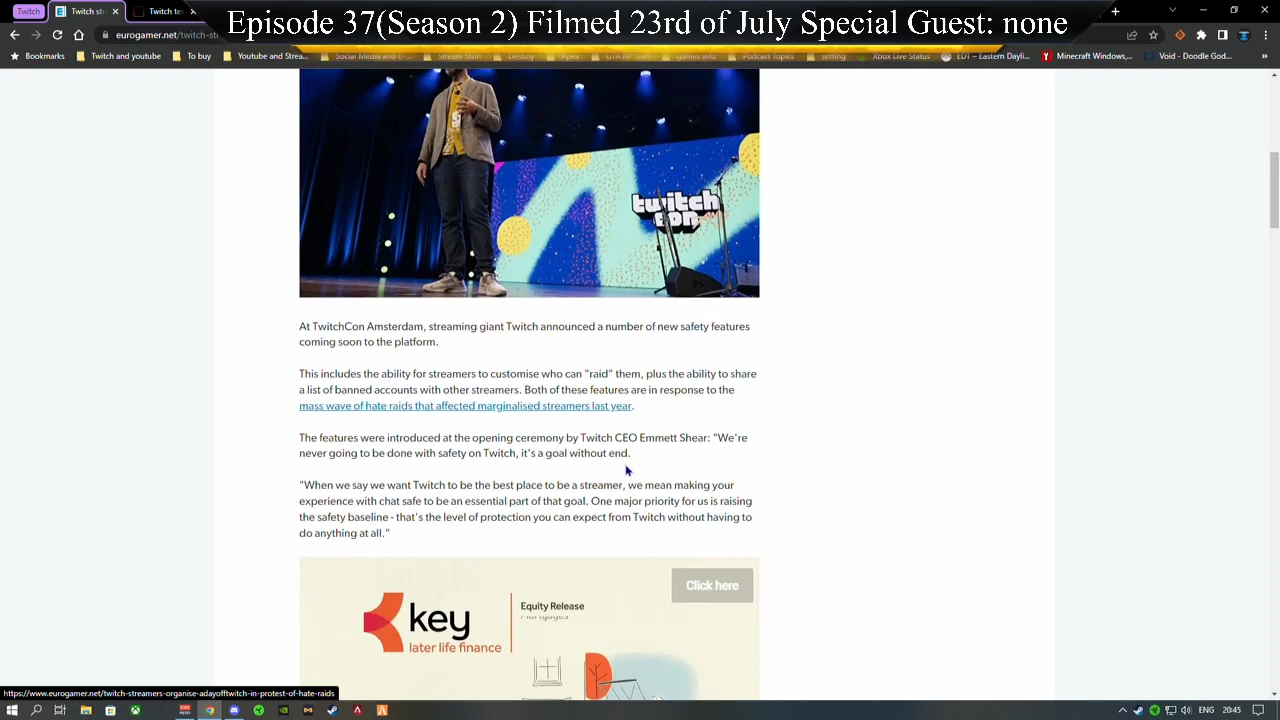 Episode 37(Season 2) Filmed 23rd of July Special Guest: none
Twitch
Twitch st
Twitch te
eurogamer.net/twitch-st
Bookmarks
Twitch and youtube
To buy
Youtube and Strea...
Social Media and (-...
Stream Stuff
Destiny
Apex
GTA RP Stuff
games info
Podcast Topics
setting
Xbox Live Status
EDT – Eastern Dayli...
Minecraft Windows,...
Void - Doodle God...
twitch
con
At TwitchCon Amsterdam, streaming giant Twitch announced a number of new safety features
coming soon to the platform.
This includes the ability for streamers to customise who can "raid" them, plus the ability to share
a list of banned accounts with other streamers. Both of these features are in response to the
mass wave of hate raids that affected marginalised streamers last year.
The features were introduced at the opening ceremony by Twitch CEO Emmett Shear: "We're
never going to be done with safety on Twitch, it's a goal without end.
"When we say we want Twitch to be the best place to be a streamer, we mean making your
experience with chat safe to be an essential part of that goal. One major priority for us is raising
the safety baseline - that's the level of protection you can expect from Twitch without having to
do anything at all."
Click here
key
later life finance
Equity Release
Mortgages
https://www.eurogamer.net/twitch-streamers-organise-adayofftwitch-in-protest-of-hate-raids
ENG
20:45